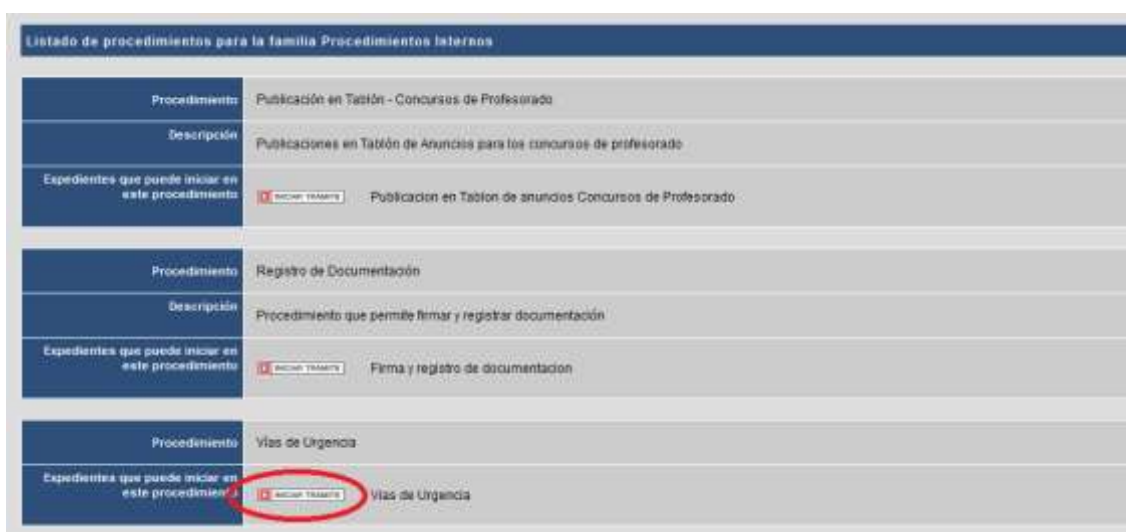 Listado de procedimientos para la familia Procedimientos Internos
Procedimiento Publicación en Tablón - Concursos de Profesorado
Descripción Publicaciones en Tablón de Anuncios para los concursos de profesorado
Expedientes que puede iniciar en
este procedimiento INICIAR TRÁMITE Publicacion en Tablon de anuncios Concursos de Profesorado
Procedimiento Registro de Documentación
Descripción Procedimiento que permite firmar y registrar documentación
Expedientes que puede iniciar en
este procedimiento INICIAR TRÁMITE Firma y registro de documentacion
Procedimiento Vías de Urgencia
Expedientes que puede iniciar en
este procedimiento INICIAR TRÁMITE Vías de Urgencia